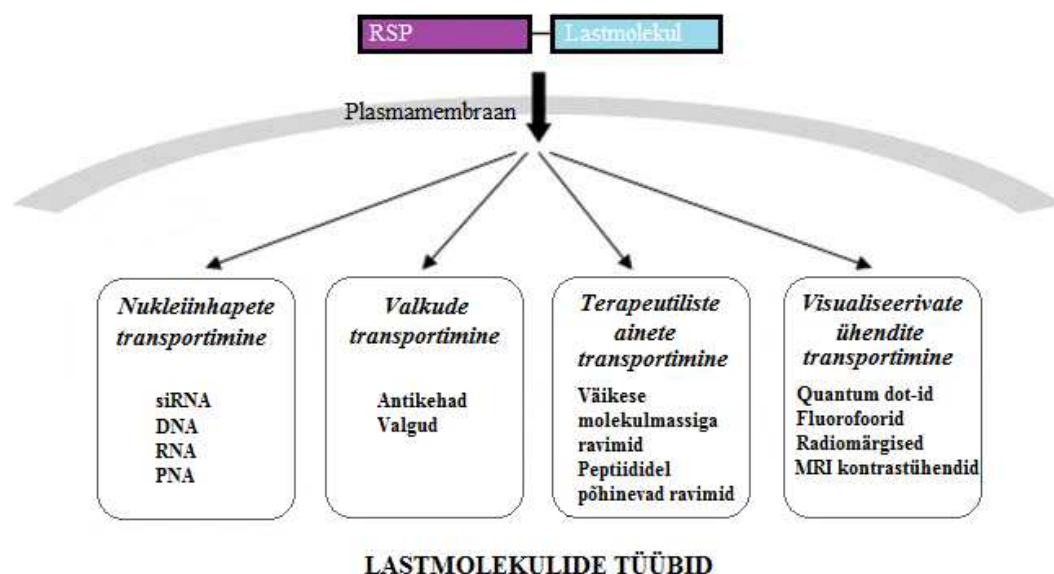 RSP
Lastmolekul
Plasmamembraan
Nukleiinhapete
transportimine
siRNA
DNA
RNA
PNA
Valkude
transportimine
Antikehad
Valgud
Terapeutiliste
ainete
transportimine
Väikese
molekulmassiga
ravimid
Peptiididel
põhinevad ravimid
Visualiseerivate
ühendite
transportimine
Quantum dot-id
Fluorofoorid
Radiomärgised
MRI kontrastühendid
LASTMOLEKULIDE TÜÜBID